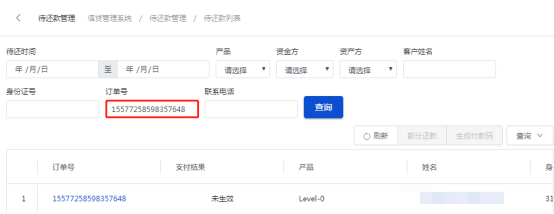 待还款管理 信贷管理系统 / 待还款管理 / 待还款列表
待还时间 产品 资金方 资产方 客户姓名
年 /月/日 至 年 /月/日 请选择 请选择 请选择
身份证号 订单号 联系电话
15577258598357648 查询
刷新 部分还款 生成付款码 查询
订单号 支付结果 产品 姓名 身
1 15577258598357648 未生效 Level-0 31